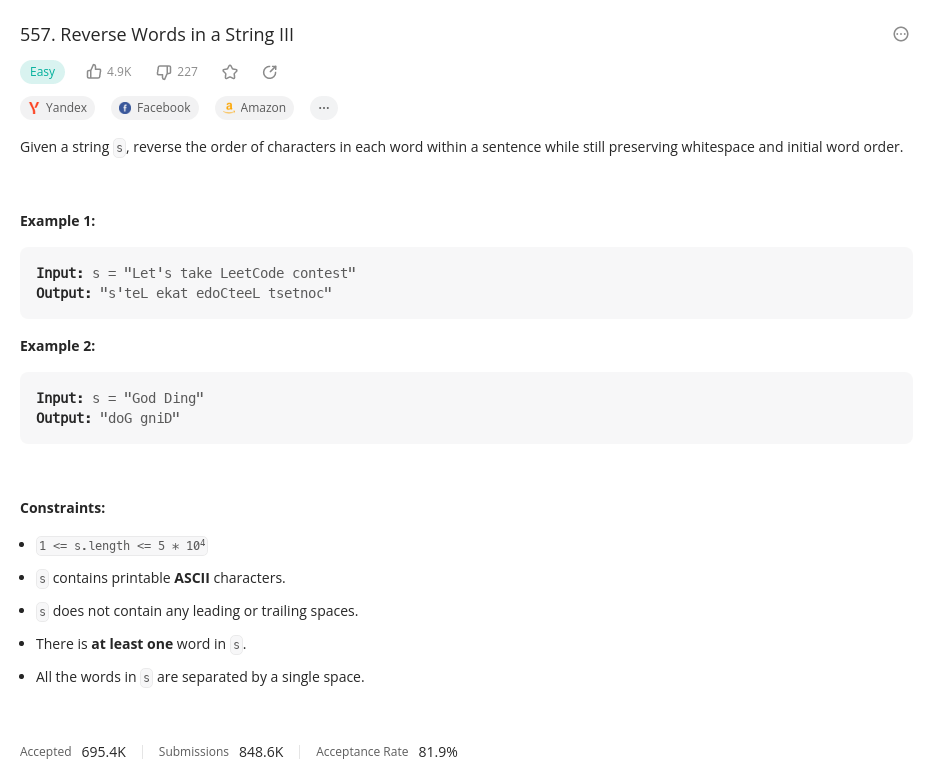 557. Reverse Words in a String III
Easy 4.9K 227
Yandex Facebook Amazon ...
Given a string s, reverse the order of characters in each word within a sentence while still preserving whitespace and initial word order.
Example 1:
Input: s = "Let's take LeetCode contest"
Output: "s'teL ekat edoCteeL tsetnoc"
Example 2:
Input: s = "God Ding"
Output: "doG gniD"
Constraints:
• 1 <= s.length <= 5 * 10⁴
• s contains printable ASCII characters.
• s does not contain any leading or trailing spaces.
• There is at least one word in s.
• All the words in s are separated by a single space.
Accepted 695.4K Submissions 848.6K Acceptance Rate 81.9%